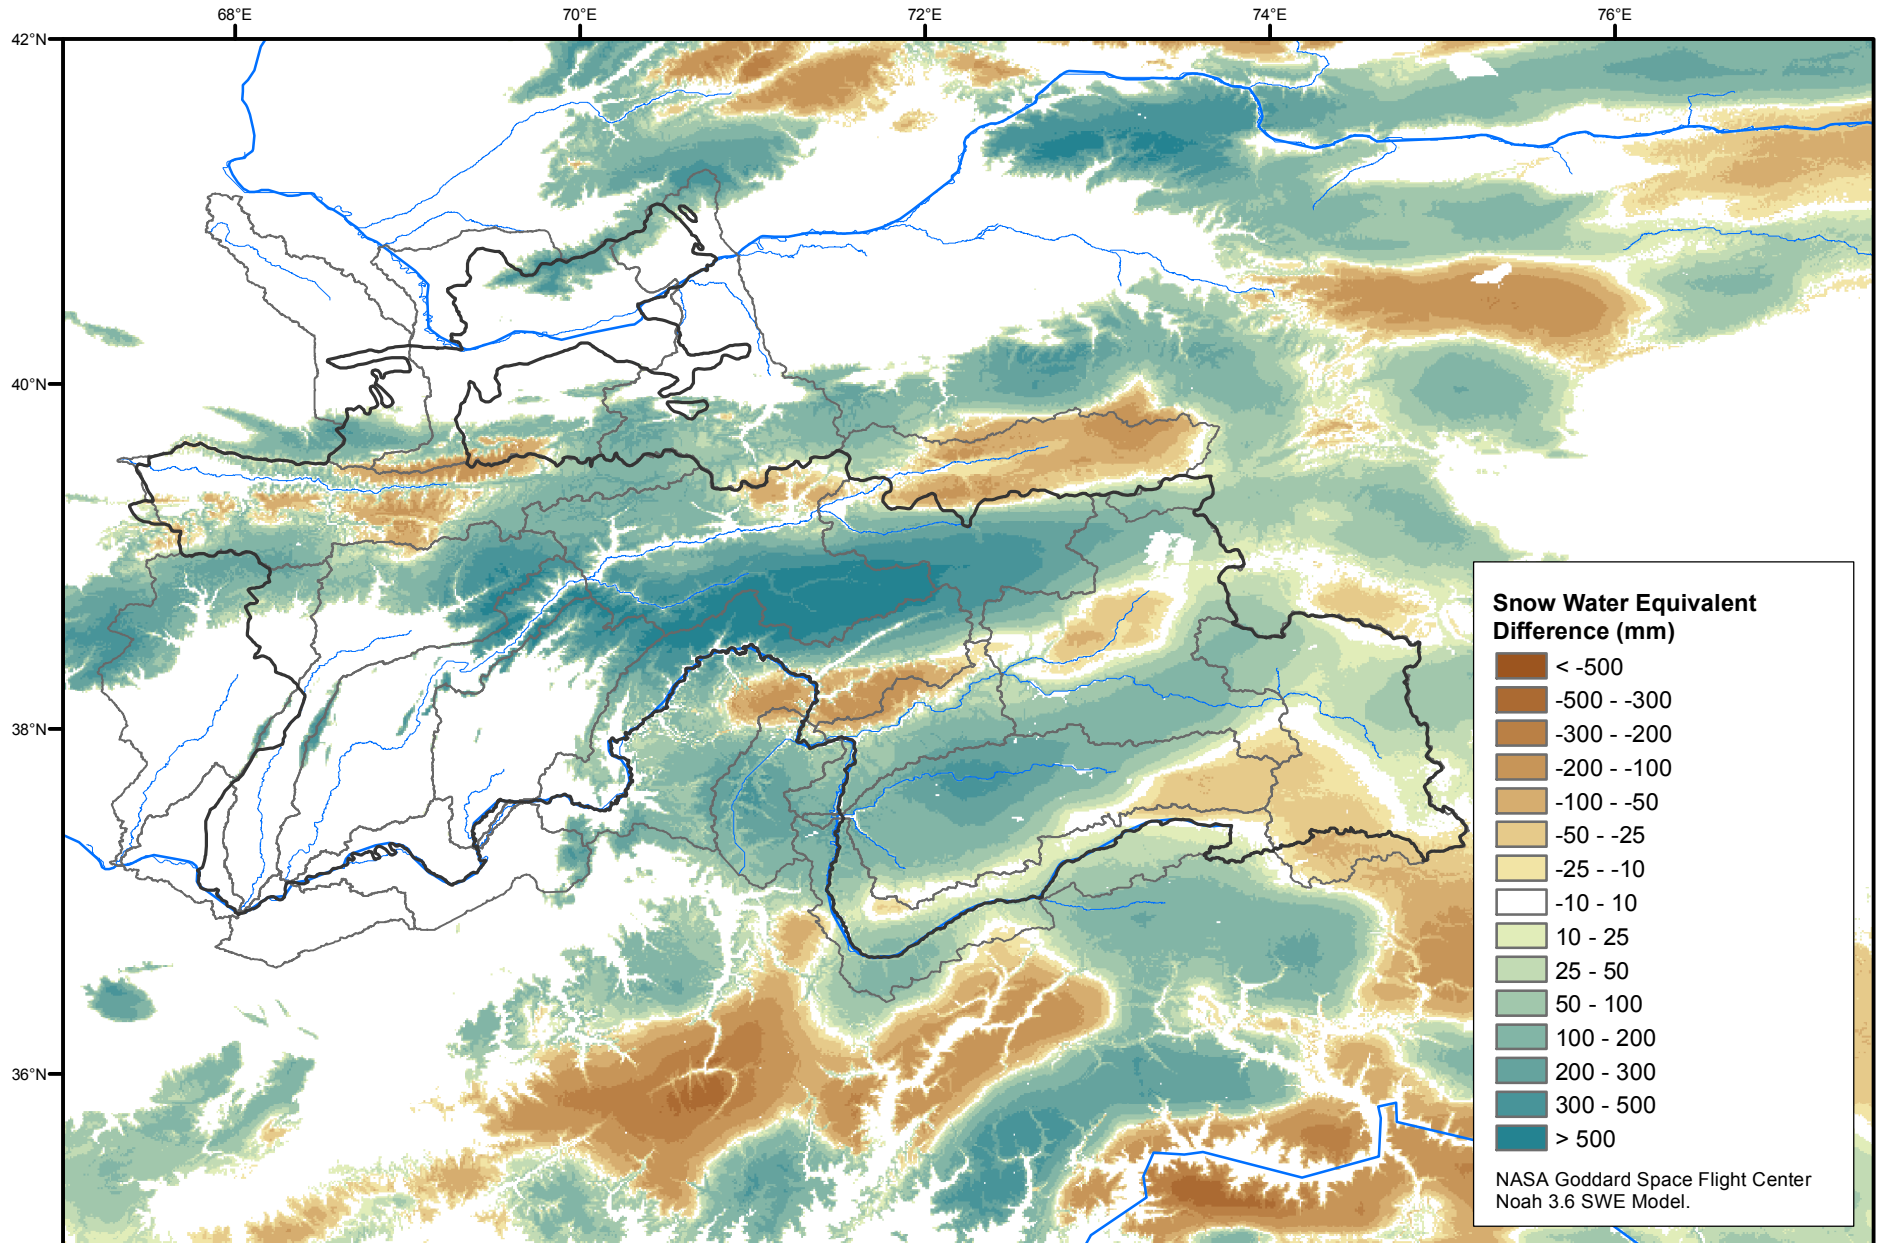 68°E
70°E
72°E
74°E
76°E
42°N
40°N
38°N
36°N
Snow Water Equivalent
Difference (mm)
< -500
-500 - -300
-300 - -200
-200 - -100
-100 - -50
-50 - -25
-25 - -10
-10 - 10
10 - 25
25 - 50
50 - 100
100 - 200
200 - 300
300 - 500
> 500
NASA Goddard Space Flight Center
Noah 3.6 SWE Model.